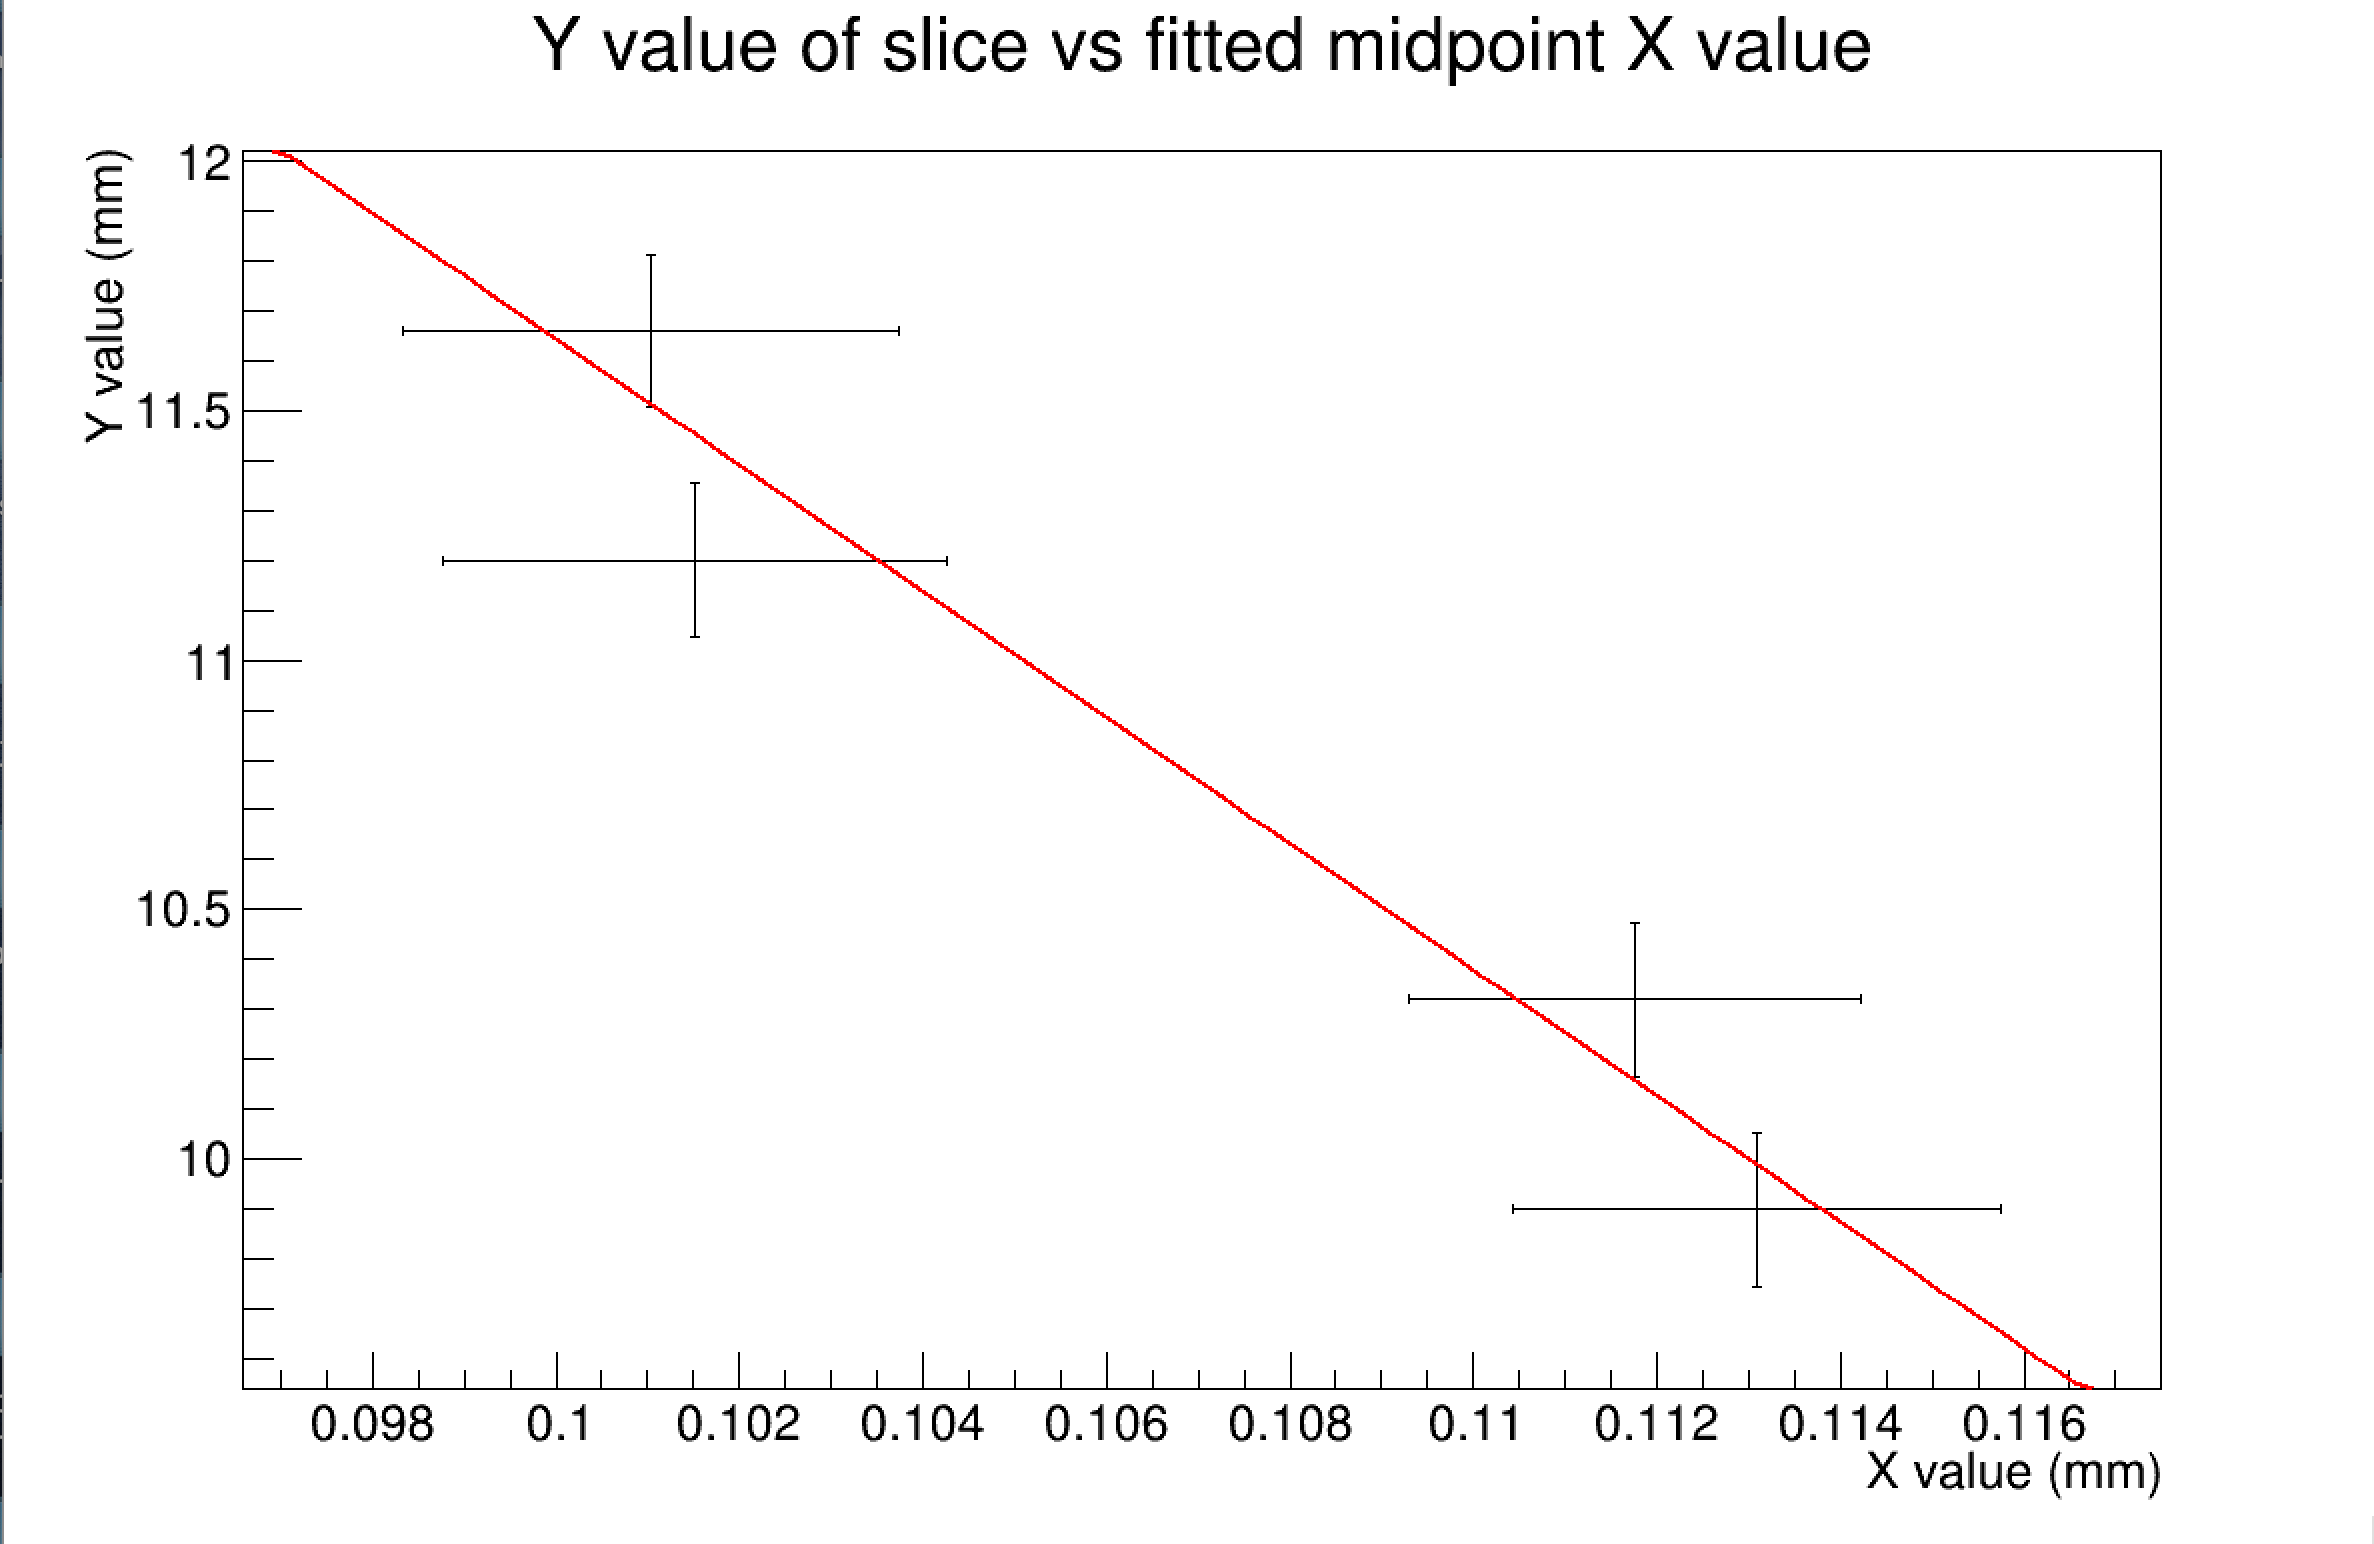 Y value of slice vs fitted midpoint X value
Y value (mm)
12
11.5
11
10.5
10
0.098 0.1 0.102 0.104 0.106 0.108 0.11 0.112 0.114 0.116
X value (mm)